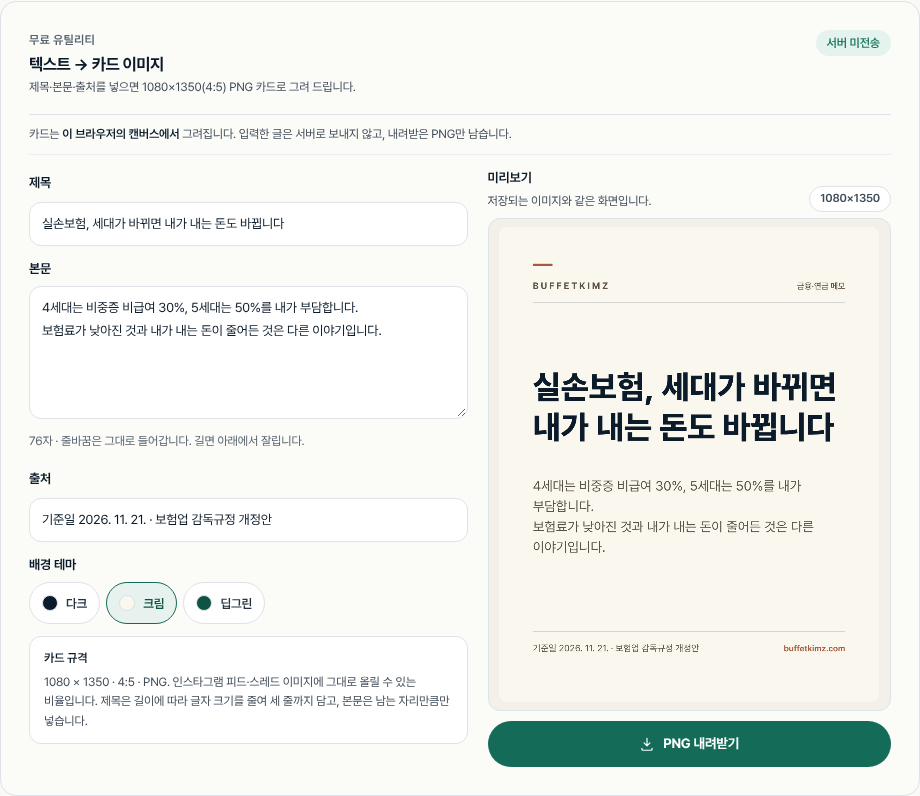 무료 유틸리티
서버 미전송
텍스트 → 카드 이미지
제목·본문·출처를 넣으면 1080×1350(4:5) PNG 카드로 그려 드립니다.
카드는 이 브라우저의 캔버스에서 그려집니다. 입력한 글은 서버로 보내지 않고, 내려받은 PNG만 남습니다.
제목
실손보험, 세대가 바뀌면 내가 내는 돈도 바뀝니다
본문
4세대는 비중증 비급여 30%, 5세대는 50%를 내가 부담합니다.
보험료가 낮아진 것과 내가 내는 돈이 줄어든 것은 다른 이야기입니다.
76자 · 줄바꿈은 그대로 들어갑니다. 길면 아래에서 잘립니다.
출처
기준일 2026. 11. 21. · 보험업 감독규정 개정안
배경 테마
다크
크림
딥그린
카드 규격
1080 × 1350 · 4:5 · PNG. 인스타그램 피드·스레드 이미지에 그대로 올릴 수 있는
비율입니다. 제목은 길이에 따라 글자 크기를 줄여 세 줄까지 담고, 본문은 남는 자리만큼만
넣습니다.
미리보기
저장되는 이미지와 같은 화면입니다.
1080×1350
BUFFETKIMZ
금융·연금 메모
실손보험, 세대가 바뀌면
내가 내는 돈도 바뀝니다
4세대는 비중증 비급여 30%, 5세대는 50%를 내가
부담합니다.
보험료가 낮아진 것과 내가 내는 돈이 줄어든 것은 다른
이야기입니다.
기준일 2026. 11. 21. · 보험업 감독규정 개정안
buffetkimz.com
PNG 내려받기